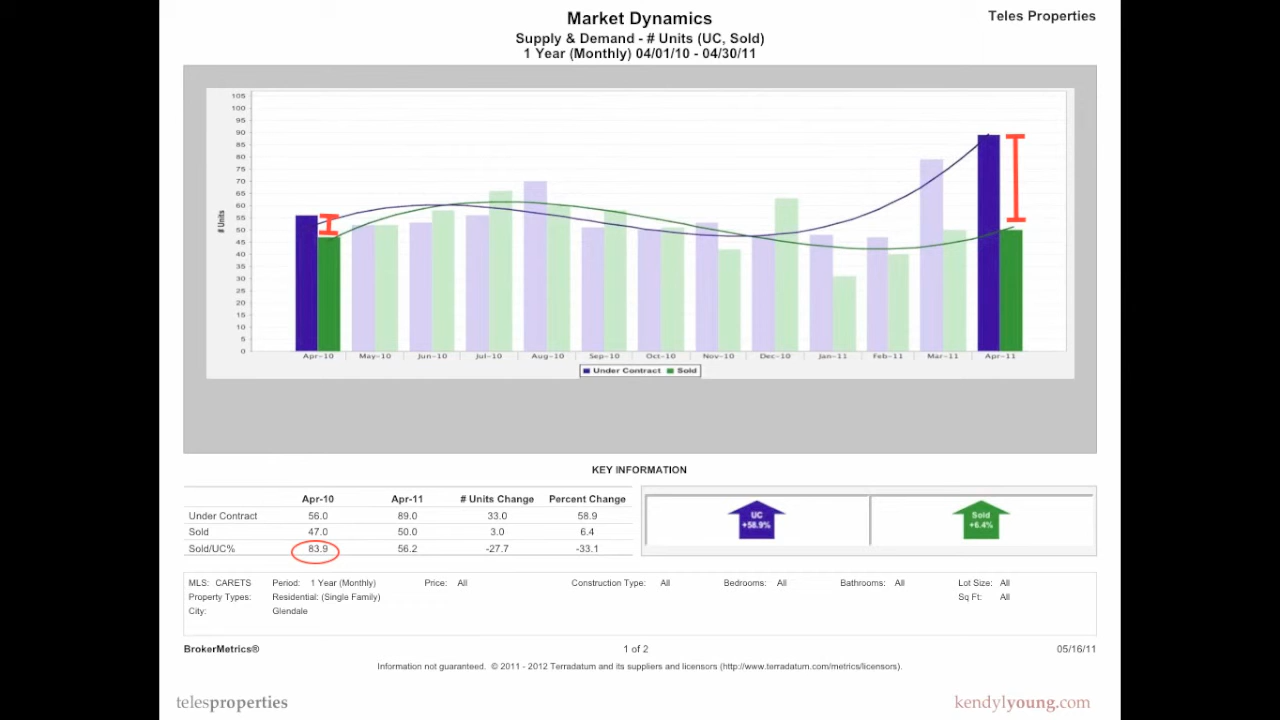 Market Dynamics
Teles Properties
Supply & Demand - # Units (UC, Sold)
1 Year (Monthly) 04/01/10 - 04/30/11
105
100
95
90
85
80
75
70
65
60
55
50
45
40
35
30
25
20
15
10
5
0
# Units
Apr-10 May-10 Jun-10 Jul-10 Aug-10 Sep-10 Oct-10 Nov-10 Dec-10 Jan-11 Feb-11 Mar-11 Apr-11
Under Contract Sold
KEY INFORMATION
Apr-10 Apr-11 # Units Change Percent Change
Under Contract 56.0 89.0 33.0 58.9
Sold 47.0 50.0 3.0 6.4
Sold/UC% 83.9 56.2 -27.7 -33.1
UC
+58.9%
Sold
+6.4%
MLS: CARETS Period: 1 Year (Monthly) Price: All Construction Type: All Bedrooms: All Bathrooms: All Lot Size: All
Property Types: Residential: (Single Family) Sq Ft: All
City: Glendale
BrokerMetrics® 1 of 2 05/16/11
Information not guaranteed. © 2011 - 2012 Terradatum and its suppliers and licensors (http://www.terradatum.com/metrics/licensors).
telesproperties kendylyoung.com